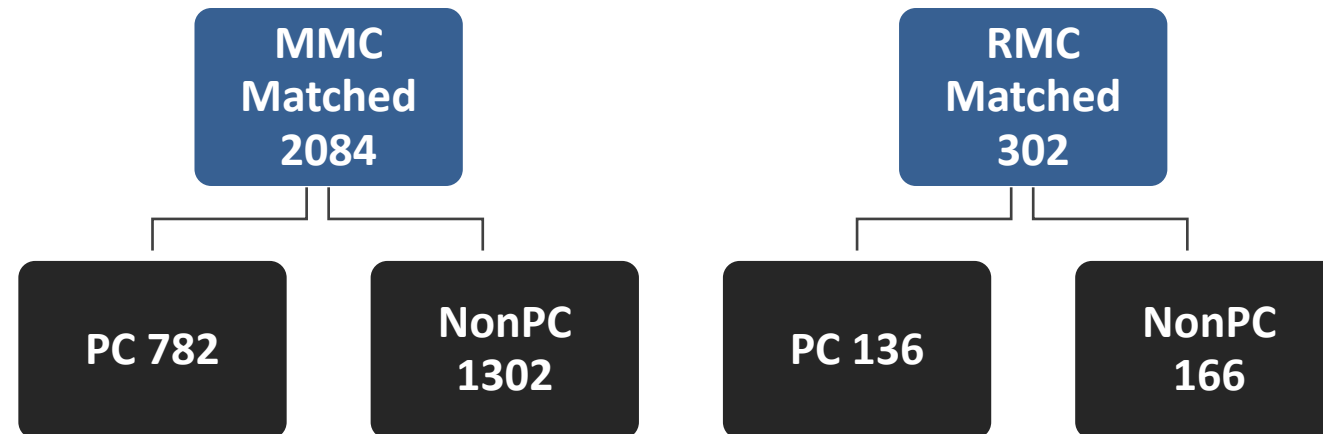 MMC
Matched
2084
RMC
Matched
302
PC 782
NonPC
1302
PC 136
NonPC
166